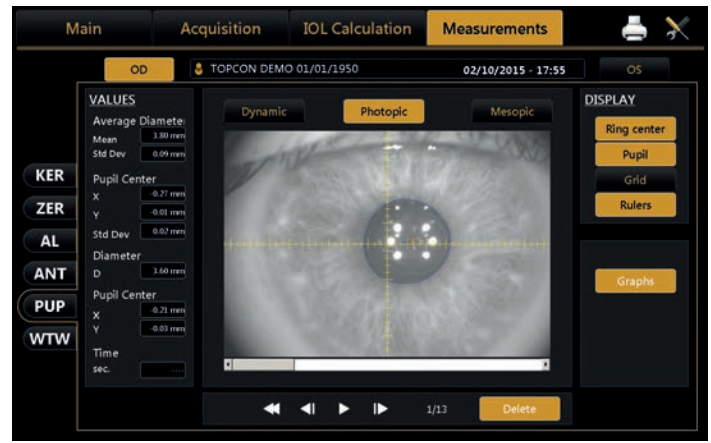 Main Acquisition IOL Calculation Measurements
OD TOPCON DEMO 01/01/1950 02/10/2015 - 17:55 OS
VALUES
Average Diameter
Mean 3.80 mm
Std Dev 0.09 mm
Pupil Center
X -0.27 mm
Y -0.01 mm
Std Dev 0.02 mm
Diameter
D 3.60 mm
Pupil Center
X -0.21 mm
Y -0.03 mm
Time
sec. ....
KER
ZER
AL
ANT
PUP
WTW
Dynamic Photopic Mesopic
1/13 Delete
DISPLAY
Ring center
Pupil
Grid
Rulers
Graphs